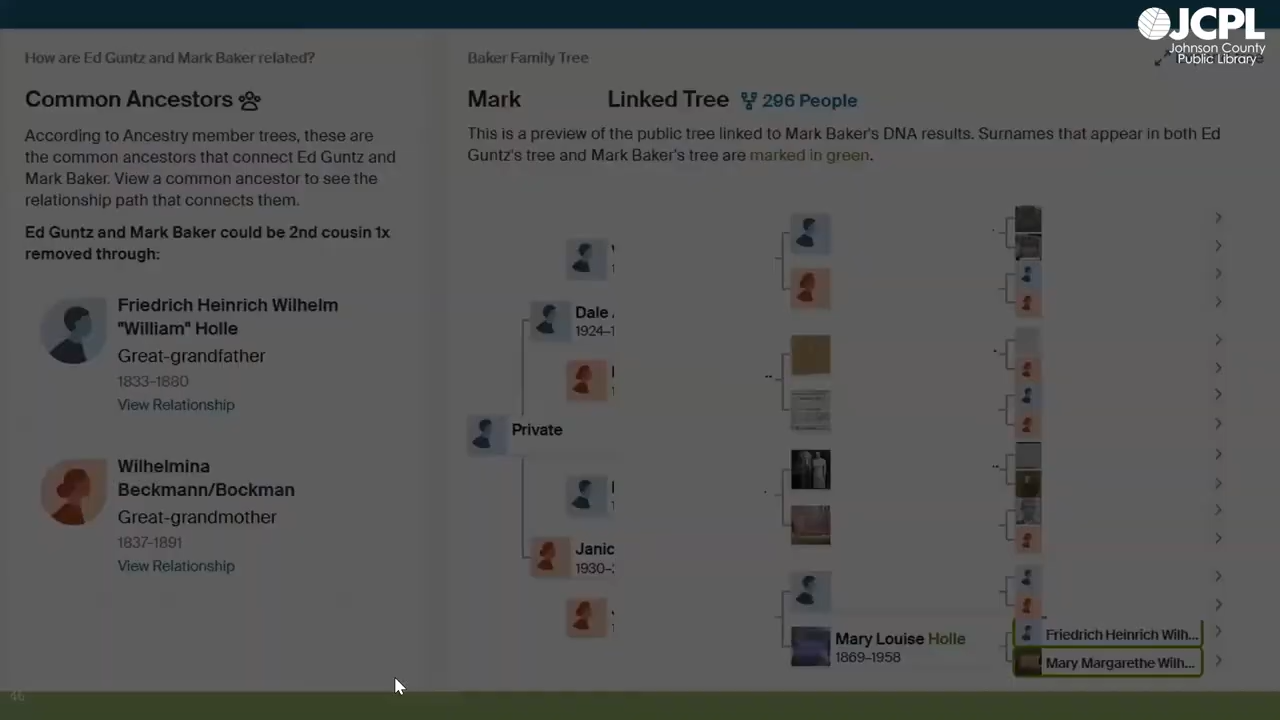 JCPL
Johnson County
Public Library
How are Ed Guntz and Mark Baker related?
Common Ancestors
According to Ancestry member trees, these are
the common ancestors that connect Ed Guntz and
Mark Baker. View a common ancestor to see the
relationship path that connects them.
Ed Guntz and Mark Baker could be 2nd cousin 1x
removed through:
Friedrich Heinrich Wilhelm
"William" Holle
Great-grandfather
1833–1880
View Relationship
Wilhelmina
Beckmann/Bockman
Great-grandmother
1837–1891
View Relationship
Baker Family Tree
Mark Linked Tree 296 People
This is a preview of the public tree linked to Mark Baker's DNA results. Surnames that appear in both Ed
Guntz's tree and Mark Baker's tree are marked in green.
Dale
1924–1
Private
Janic
1930–
Mary Louise Holle
1869–1958
Friedrich Heinrich Wilh...
Mary Margarethe Wilh...
46